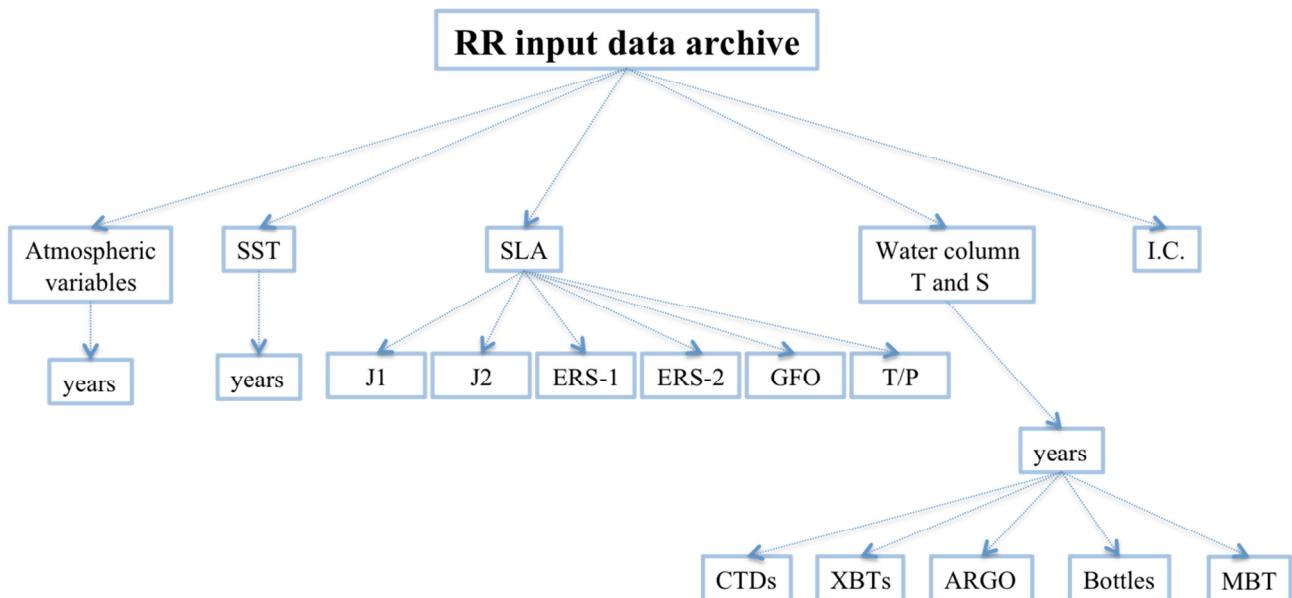 RR input data archive
Atmospheric
variables
SST
SLA
Water column
T and S
I.C.
years
years
J1
J2
ERS-1
ERS-2
GFO
T/P
years
CTDs
XBTs
ARGO
Bottles
MBT